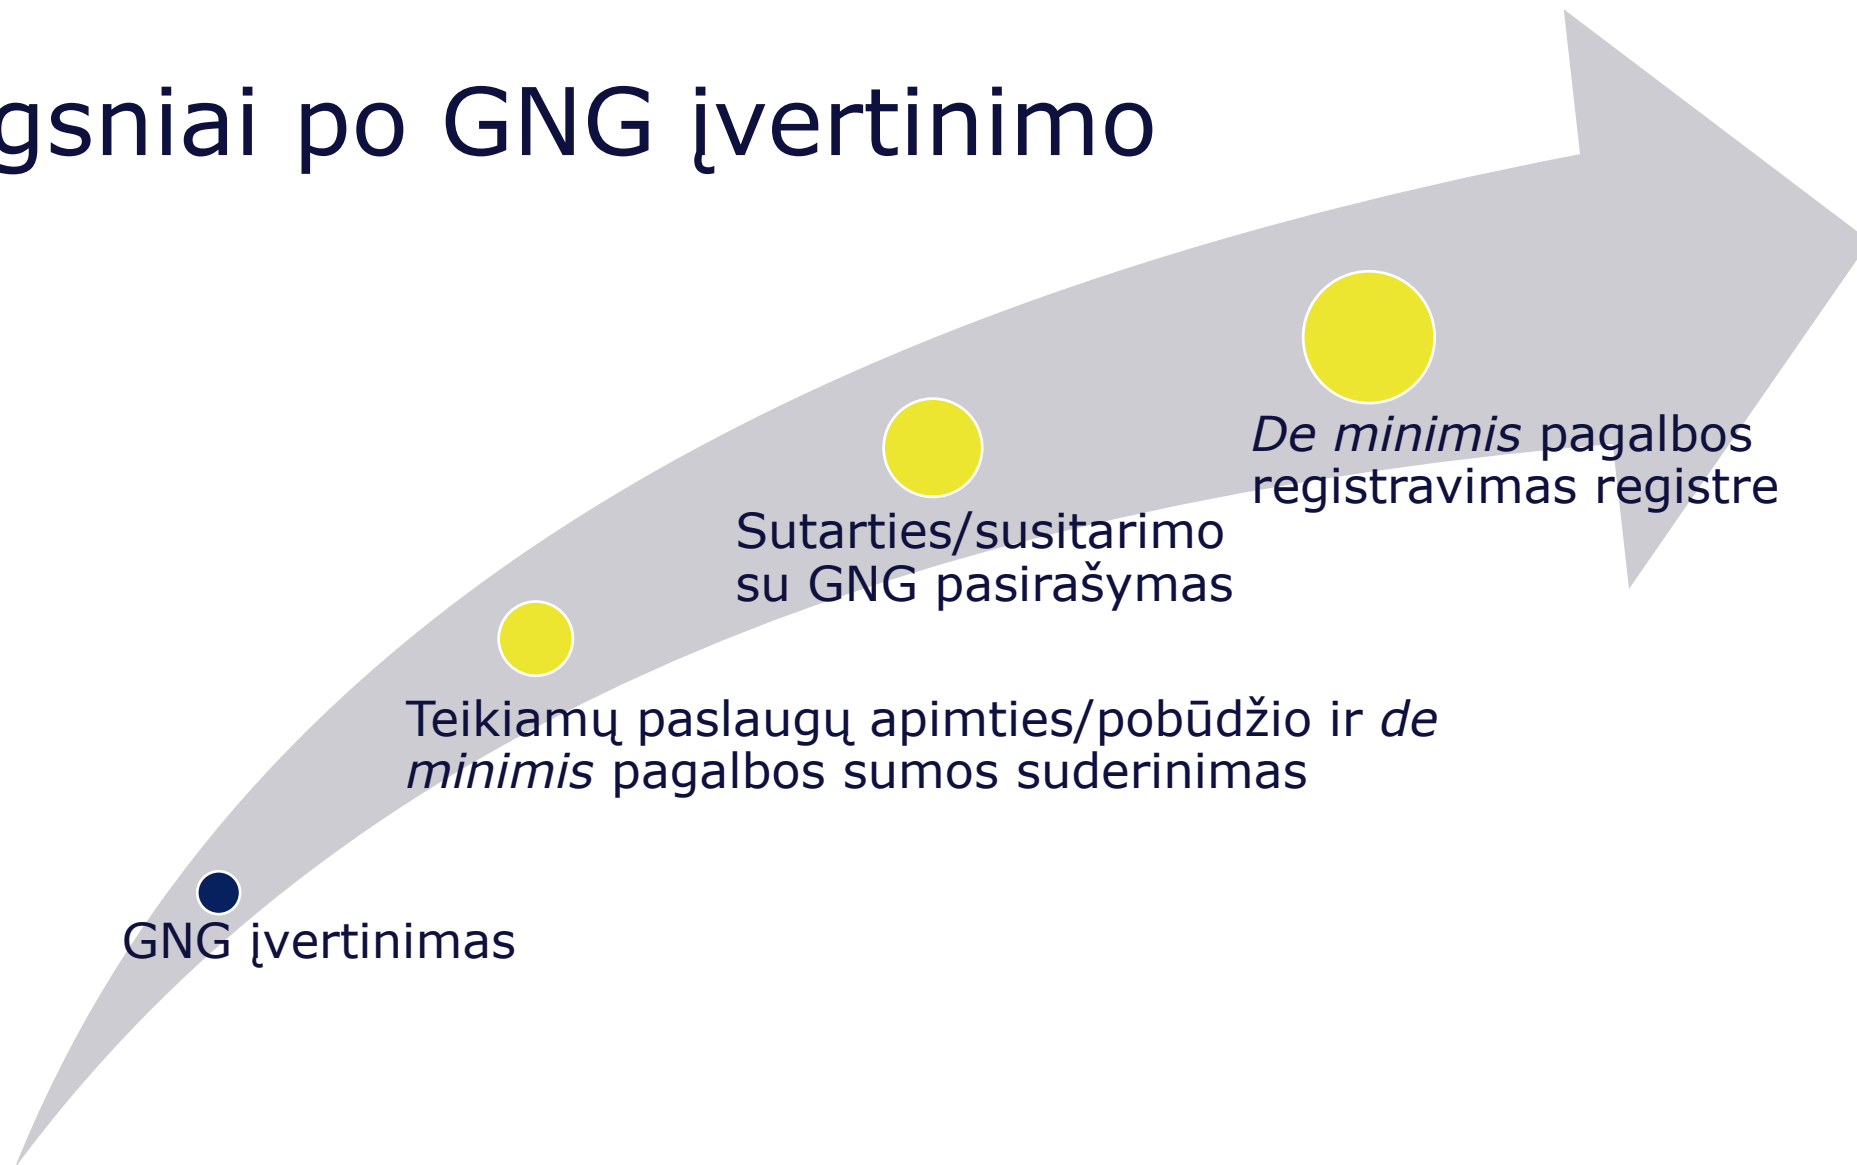 gsniai po GNG įvertinimo
De minimis pagalbos
registravimas registre
Sutarties/susitarimo
su GNG pasirašymas
Teikiamų paslaugų apimties/pobūdžio ir de
minimis pagalbos sumos suderinimas
GNG įvertinimas